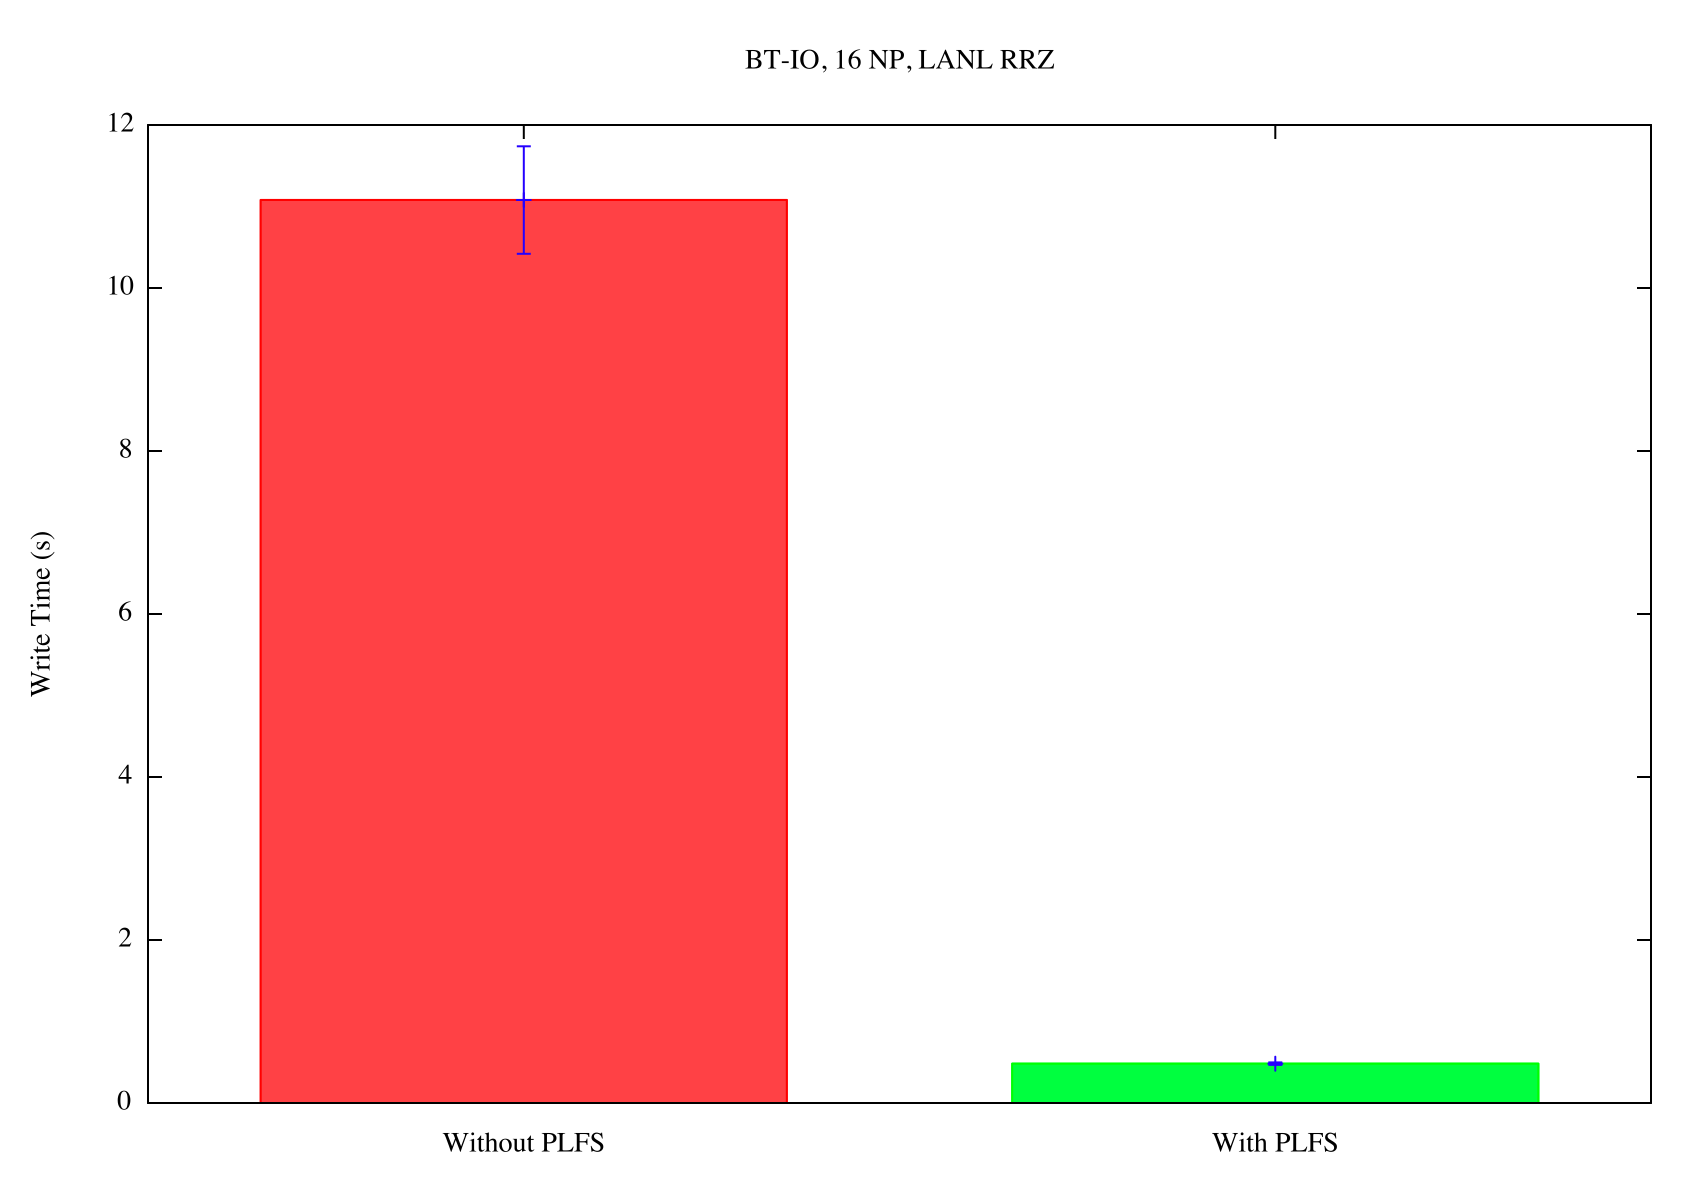 BT-IO, 16 NP, LANL RRZ
12
10
8
6
4
2
0
Write Time (s)
Without PLFS
With PLFS